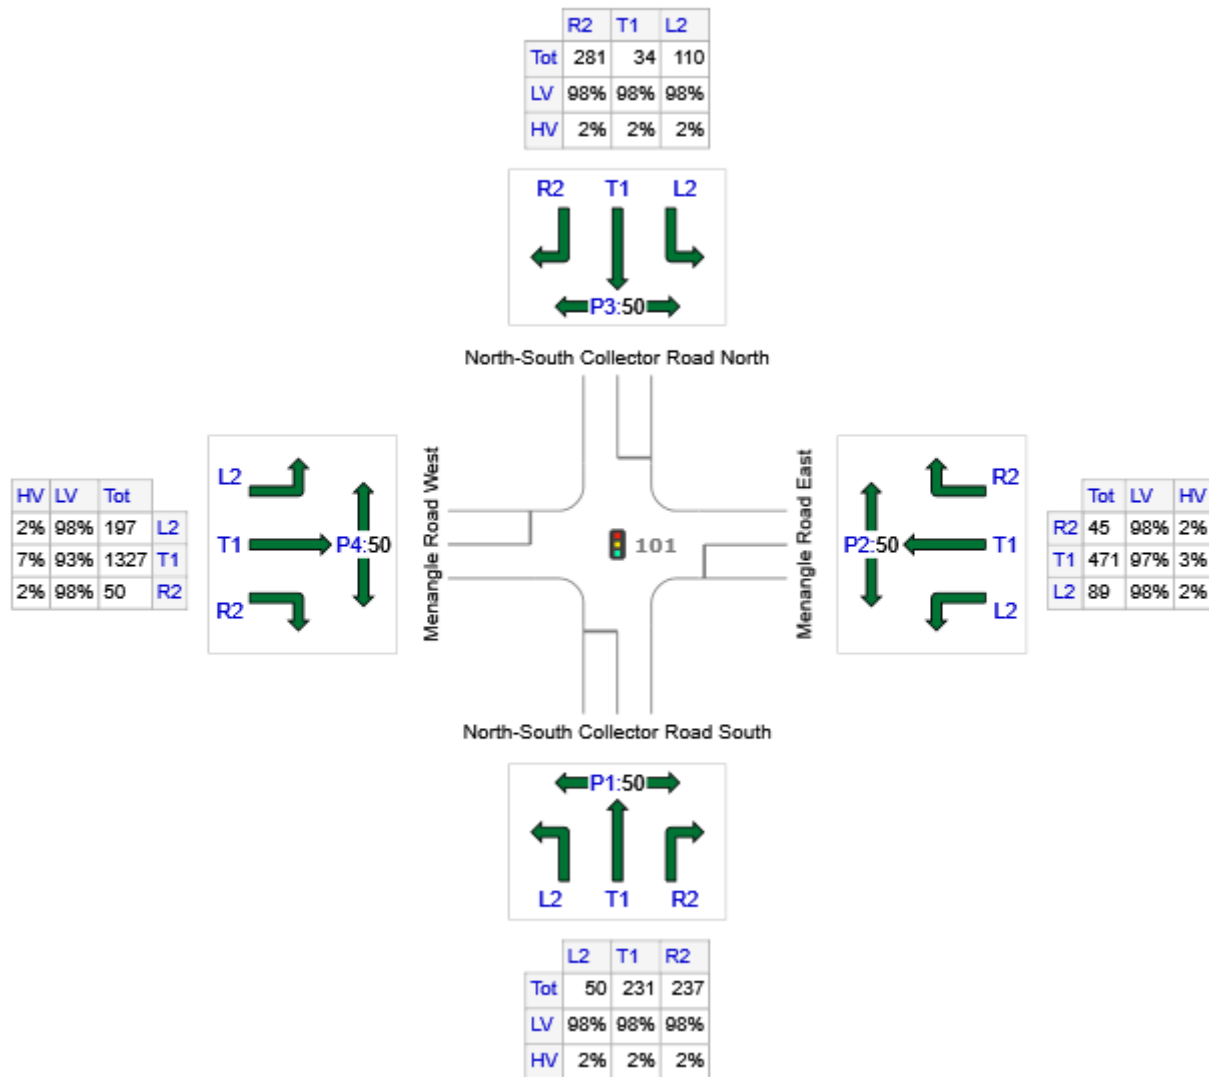 R2 T1 L2
Tot 281 34 110
LV 98% 98% 98%
HV 2% 2% 2%
R2 T1 L2
P3:50
North-South Collector Road North
HV LV Tot
2% 98% 197 L2
7% 93% 1327 T1
2% 98% 50 R2
L2
T1
R2
P4:50
Menangle Road West
101
Menangle Road East
P2:50
R2
T1
L2
Tot LV HV
R2 45 98% 2%
T1 471 97% 3%
L2 89 98% 2%
North-South Collector Road South
P1:50
L2 T1 R2
L2 T1 R2
Tot 50 231 237
LV 98% 98% 98%
HV 2% 2% 2%